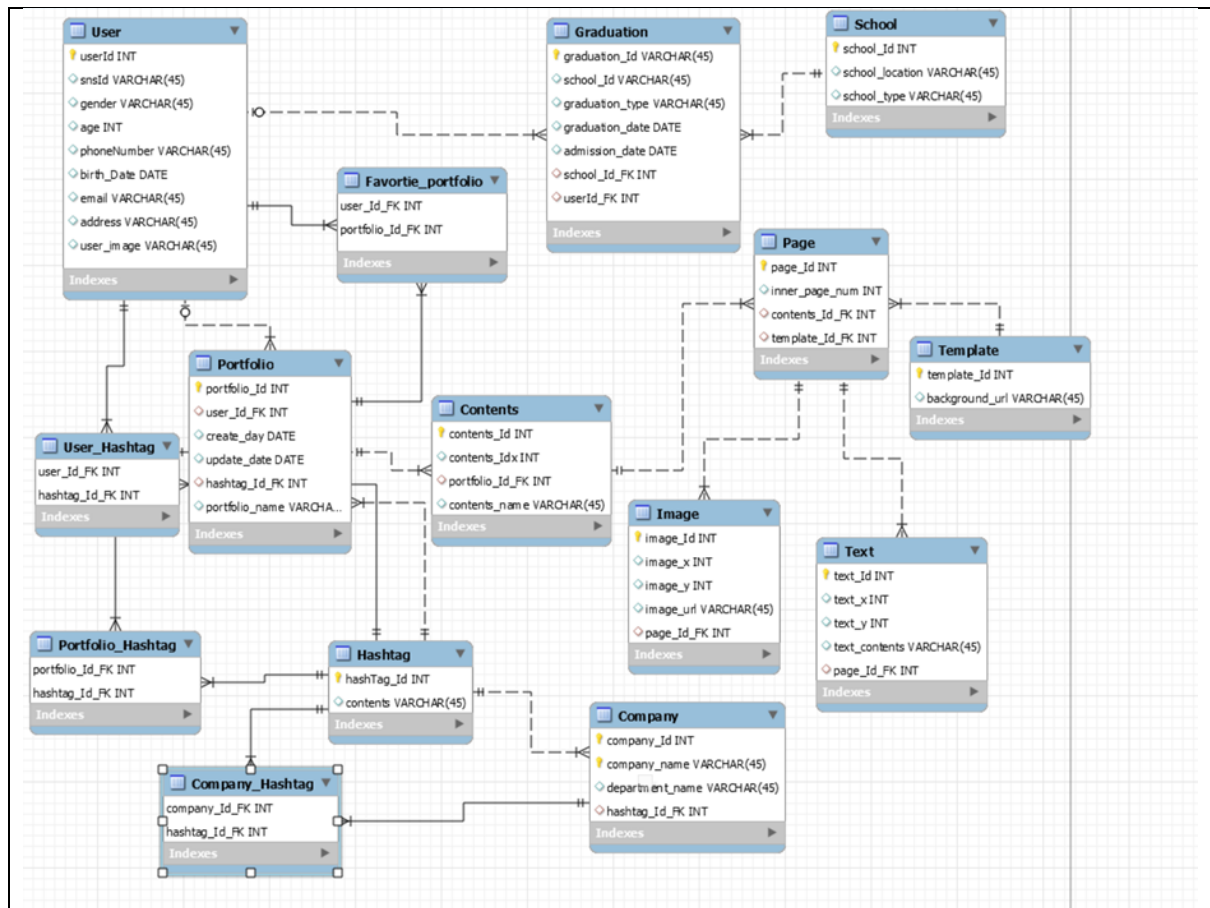 User
userId INT
snsId VARCHAR(45)
gender VARCHAR(45)
age INT
phoneNumber VARCHAR(45)
birth_Date DATE
email VARCHAR(45)
address VARCHAR(45)
user_image VARCHAR(45)
Indexes
Graduation
graduation_Id VARCHAR(45)
school_Id VARCHAR(45)
graduation_type VARCHAR(45)
graduation_date DATE
admission_date DATE
school_Id_FK INT
userId_FK INT
Indexes
School
school_Id INT
school_location VARCHAR(45)
school_type VARCHAR(45)
Indexes
Favortie_portfolio
user_Id_FK INT
portfolio_Id_FK INT
Indexes
Page
page_Id INT
inner_page_num INT
contents_Id_FK INT
template_Id_FK INT
Indexes
Template
template_Id INT
background_url VARCHAR(45)
Indexes
Portfolio
portfolio_Id INT
user_Id_FK INT
create_day DATE
update_date DATE
hashtag_Id_FK INT
portfolio_name VARCHA...
Indexes
Contents
contents_Id INT
contents_Idx INT
portfolio_Id_FK INT
contents_name VARCHAR(45)
Indexes
User_Hashtag
user_Id_FK INT
hashtag_Id_FK INT
Indexes
Image
image_Id INT
image_x INT
image_y INT
image_url VARCHAR(45)
page_Id_FK INT
Indexes
Text
text_Id INT
text_x INT
text_y INT
text_contents VARCHAR(45)
page_Id_FK INT
Indexes
Portfolio_Hashtag
portfolio_Id_FK INT
hashtag_Id_FK INT
Indexes
Hashtag
hashTag_Id INT
contents VARCHAR(45)
Indexes
Company
company_Id INT
company_name VARCHAR(45)
department_name VARCHAR(45)
hashtag_Id_FK INT
Indexes
Company_Hashtag
company_Id_FK INT
hashtag_Id_FK INT
Indexes